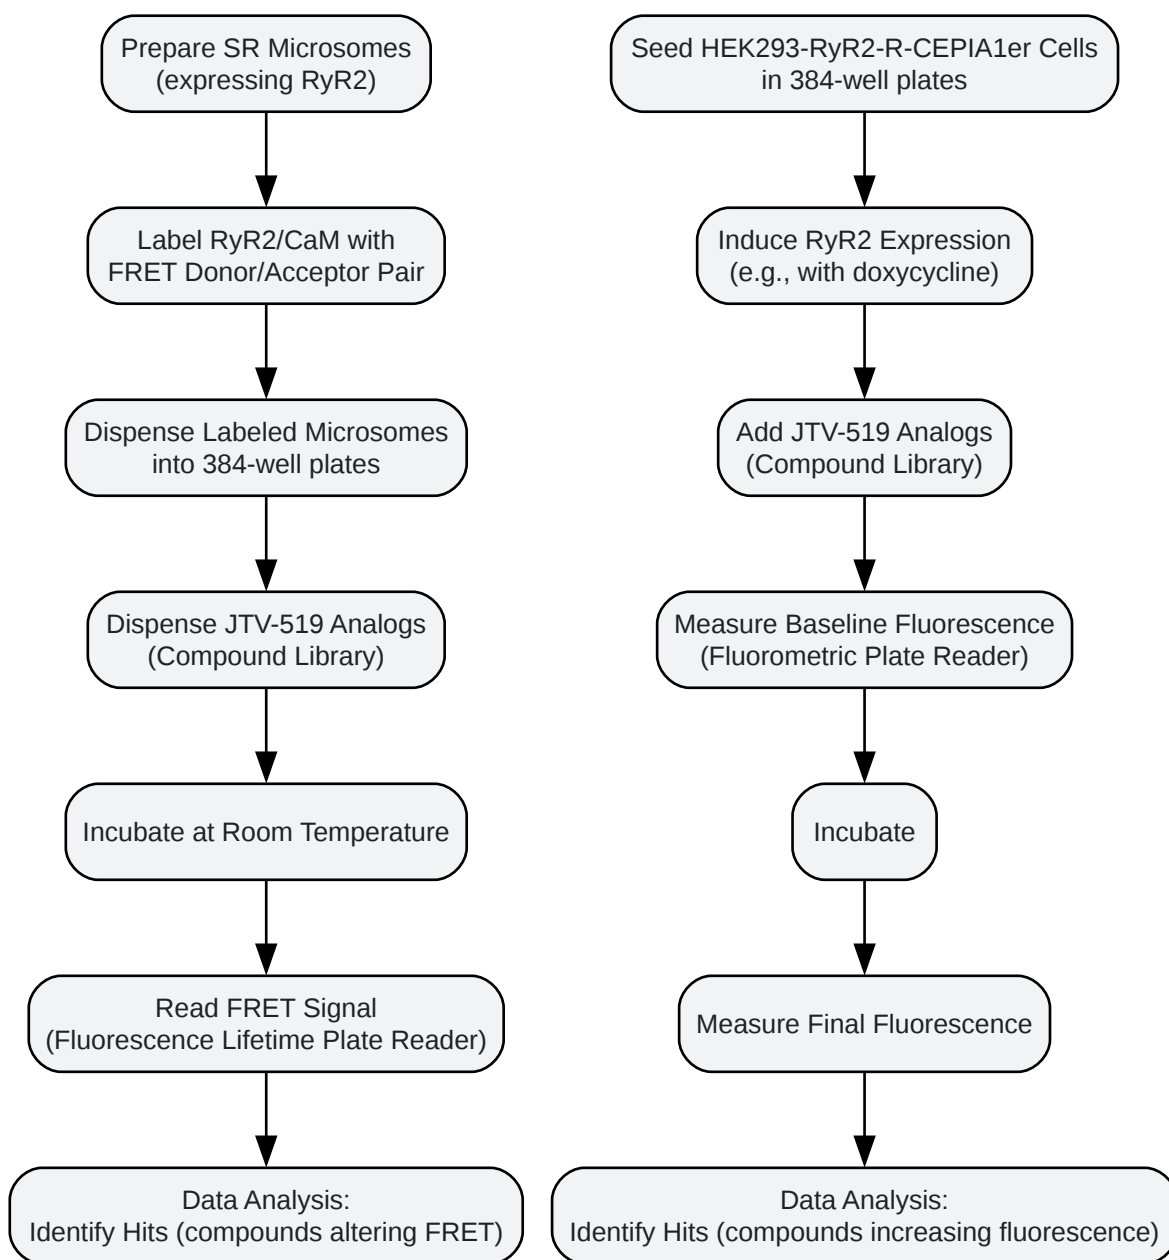 Prepare SR Microsomes
(expressing RyR2)
Label RyR2/CaM with
FRET Donor/Acceptor Pair
Dispense Labeled Microsomes
into 384-well plates
Dispense JTV-519 Analogs
(Compound Library)
Incubate at Room Temperature
Read FRET Signal
(Fluorescence Lifetime Plate Reader)
Data Analysis:
Identify Hits (compounds altering FRET)
Seed HEK293-RyR2-R-CEPIA1er Cells
in 384-well plates
Induce RyR2 Expression
(e.g., with doxycycline)
Add JTV-519 Analogs
(Compound Library)
Measure Baseline Fluorescence
(Fluorometric Plate Reader)
Incubate
Measure Final Fluorescence
Data Analysis:
Identify Hits (compounds increasing fluorescence)